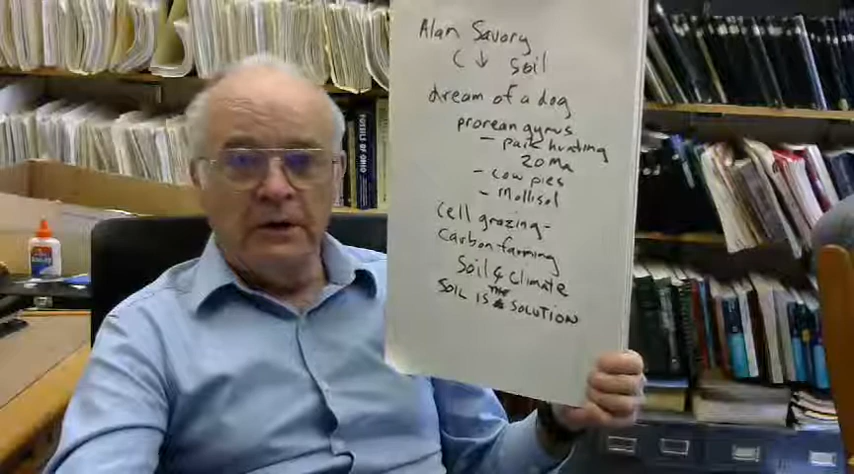 Alan Savory
(↓ soil
dream of a dog
prorean gyrus
- pack hunting
20 ma
- cow pies
- Mollisol
cell grazing-
carbon farming
Soil & Climate
SOIL IS THE SOLUTION